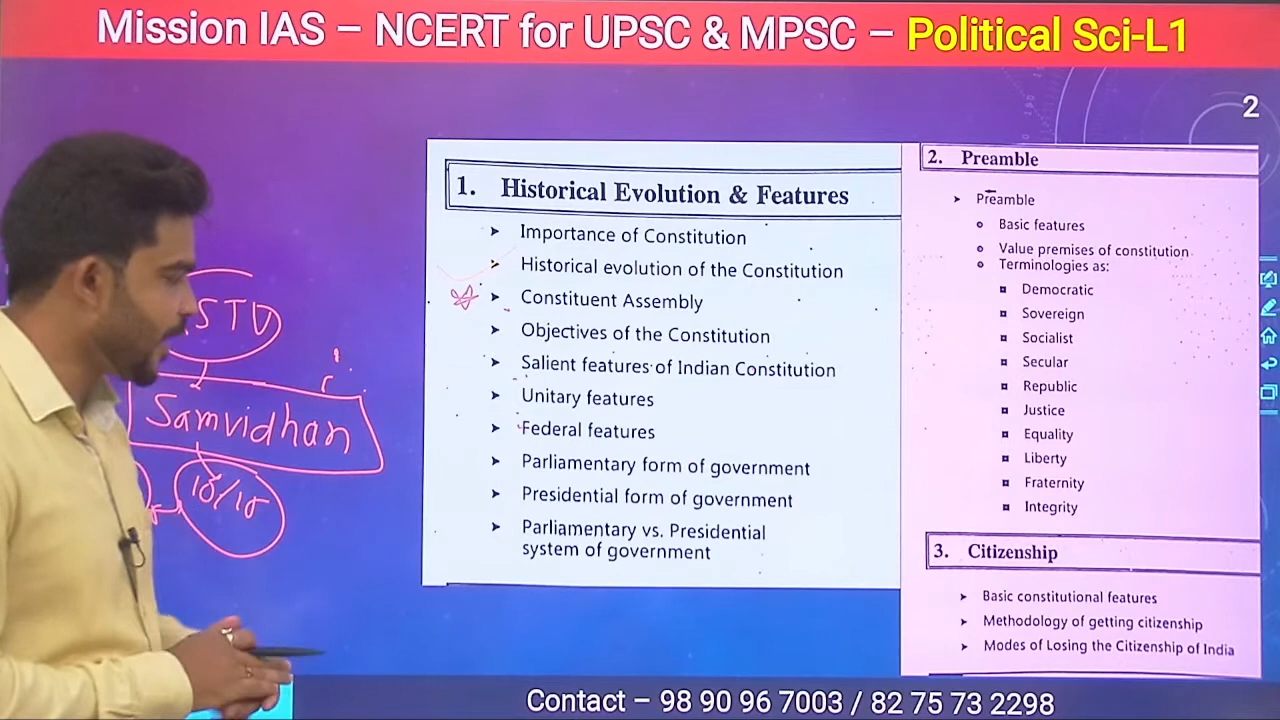 Mission IAS – NCERT for UPSC & MPSC – Political Sci-L1
2
STV
Samvidhan
1. Historical Evolution & Features
➤ Importance of Constitution
➤ Historical evolution of the Constitution
➤ Constituent Assembly
➤ Objectives of the Constitution
➤ Salient features of Indian Constitution
➤ Unitary features
➤ Federal features
➤ Parliamentary form of government
➤ Presidential form of government
➤ Parliamentary vs. Presidential
system of government
2. Preamble
➤ Preamble
Basic features
Value premises of constitution
Terminologies as:
Democratic
Sovereign
Socialist
Secular
Republic
Justice
Equality
Liberty
Fraternity
Integrity
3. Citizenship
➤ Basic constitutional features
➤ Methodology of getting citizenship
➤ Modes of Losing the Citizenship of India
Contact – 98 90 96 7003 / 82 75 73 2298